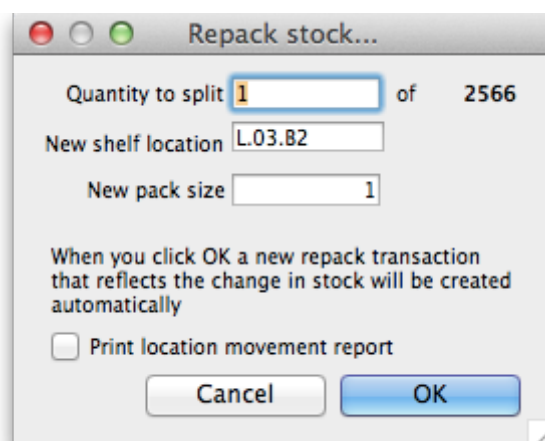 Repack stock...
Quantity to split 1 of 2566
New shelf location L.03.B2
New pack size 1
When you click OK a new repack transaction
that reflects the change in stock will be created
automatically
Print location movement report
Cancel OK